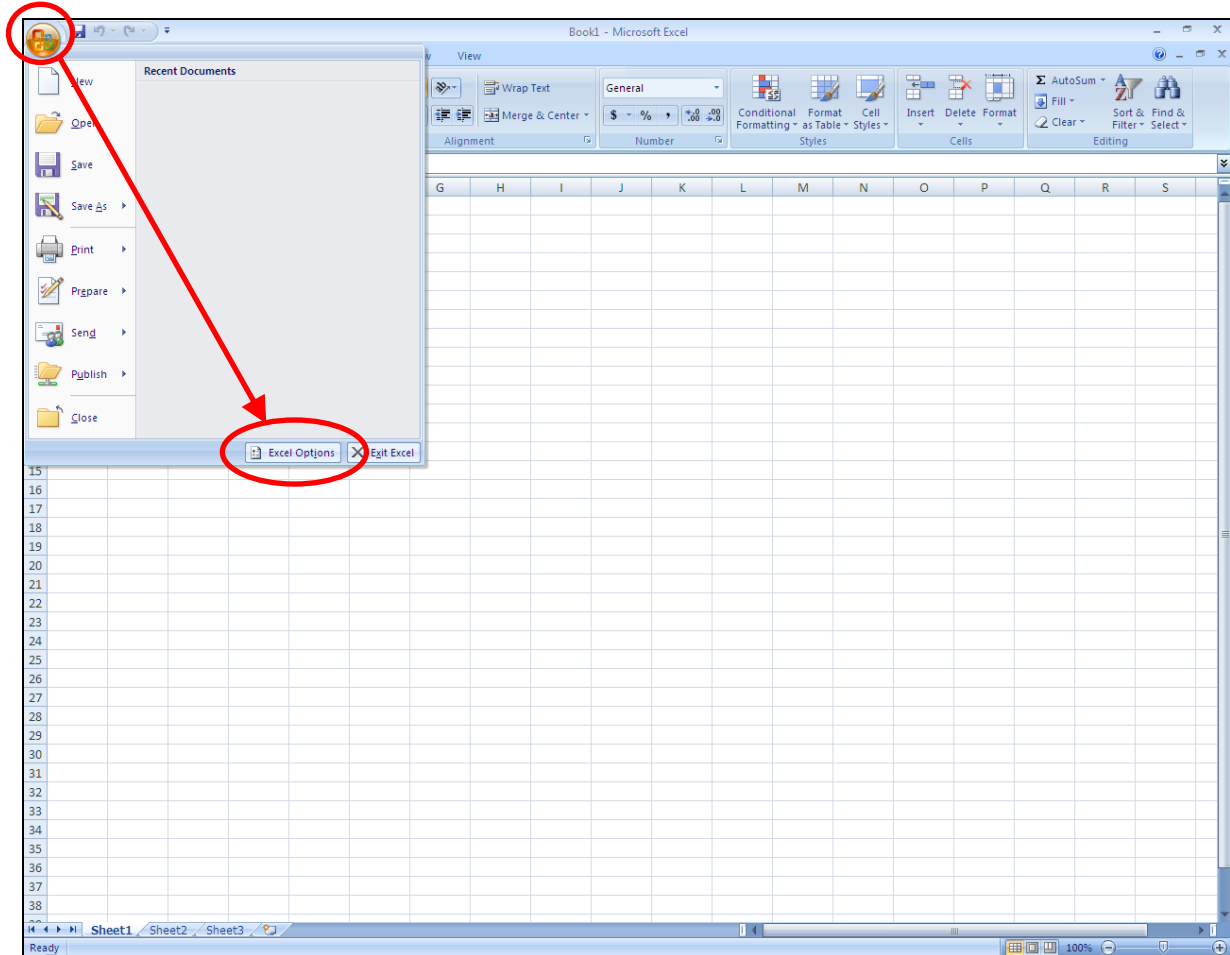 Book1 - Microsoft Excel
View
New
Open
Save
Save As
Print
Prepare
Send
Publish
Close
Recent Documents
Excel Options
Exit Excel
Wrap Text
Merge & Center
Alignment
General
$ % , .0 .00 .00 .0
Number
Conditional Formatting
Format as Table
Cell Styles
Styles
Insert
Delete
Format
Cells
Σ AutoSum
Fill
Clear
Sort & Filter
Find & Select
Editing
G H I J K L M N O P Q R S
15
16
17
18
19
20
21
22
23
24
25
26
27
28
29
30
31
32
33
34
35
36
37
38
Sheet1 Sheet2 Sheet3
Ready
100%